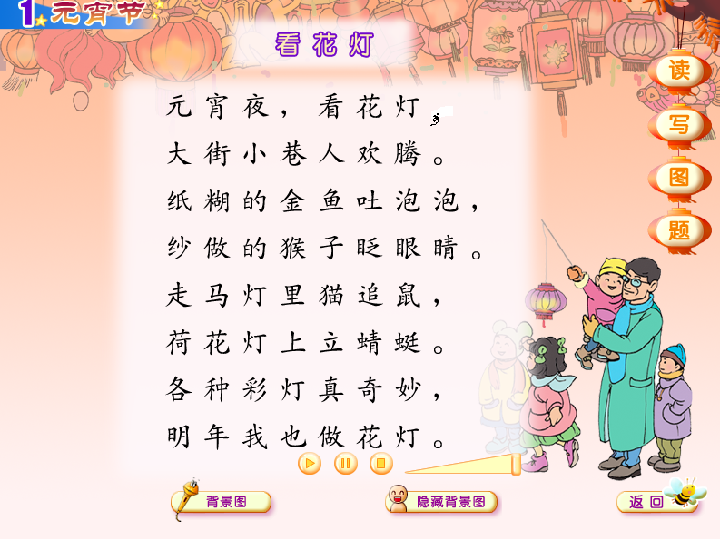 1 元宵节
看花灯
元宵夜，看花灯，
大街小巷人欢腾。
纸糊的金鱼吐泡泡，
纱做的猴子眨眼睛。
走马灯里猫追鼠，
荷花灯上立蜻蜓。
各种彩灯真奇妙，
明年我也做花灯。
读
写
图
题
背景图
隐藏背景图
返回